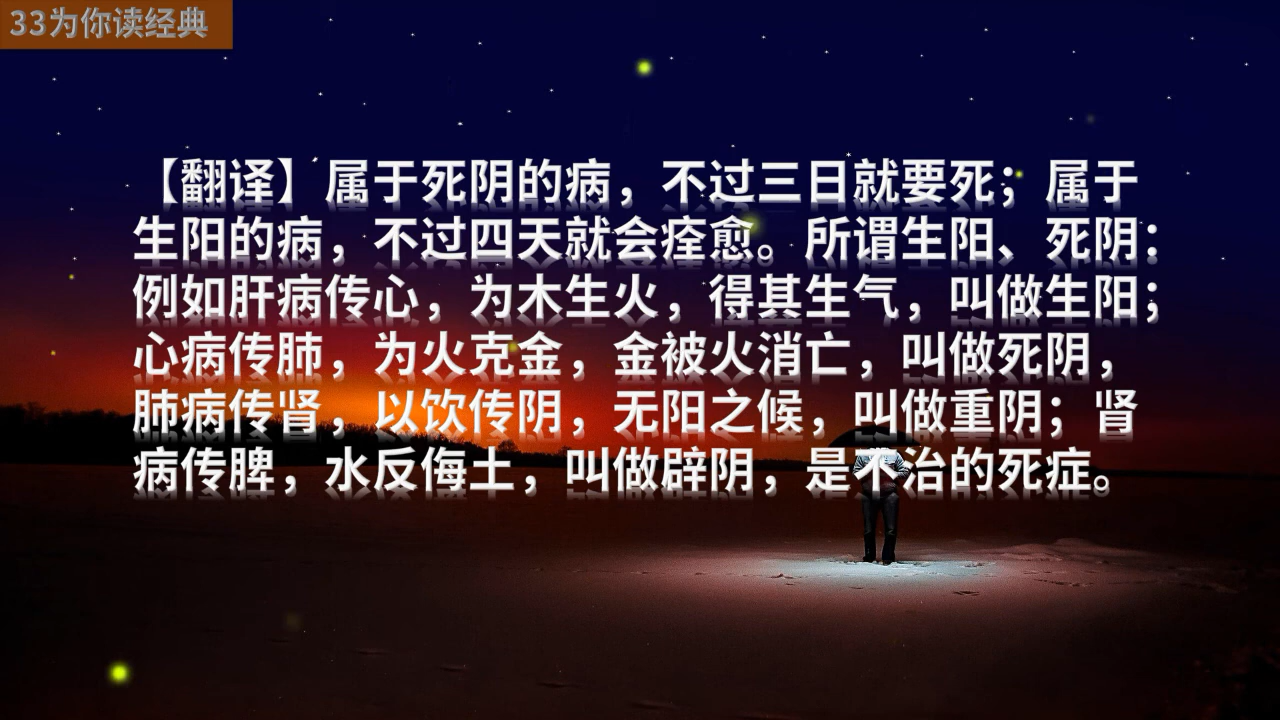 33为你读经典
【翻译】属于死阴的病，不过三日就要死；属于
生阳的病，不过四天就会痊愈。所谓生阳、死阴：
例如肝病传心，为木生火，得其生气，叫做生阳；
心病传肺，为火克金，金被火消亡，叫做死阴，
肺病传肾，以饮传阴，无阳之候，叫做重阴；肾
病传脾，水反侮土，叫做辟阴，是不治的死症。